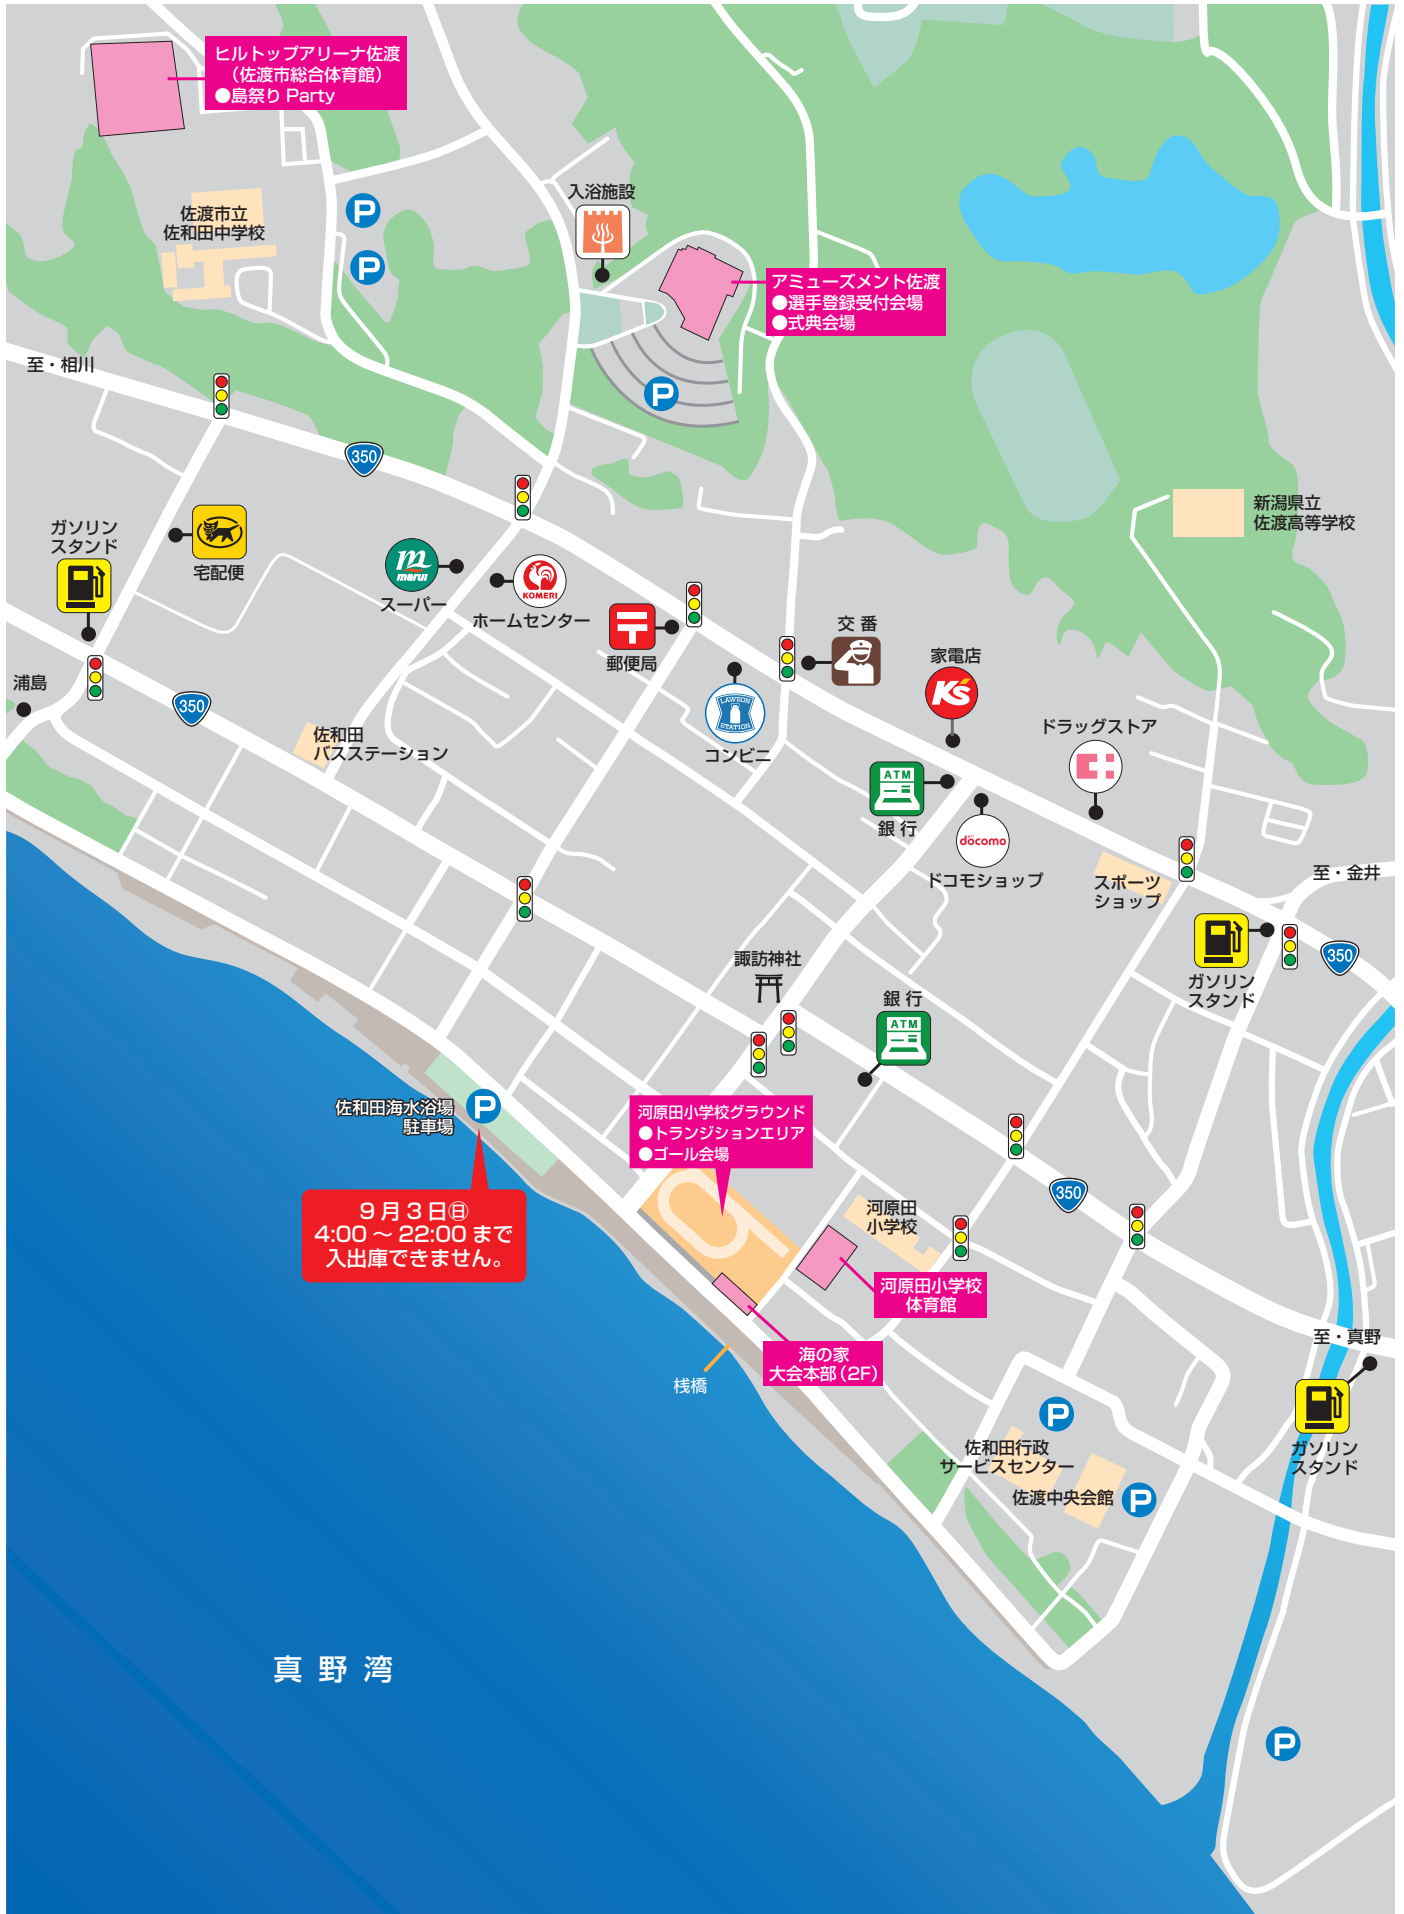 ヒルトップアリーナ佐渡
（佐渡市総合体育館）
●島祭り Party
入浴施設
佐渡市立
佐和田中学校
P
P
アミューズメント佐渡
●選手登録受付会場
●式典会場
至・相川
P
350
新潟県立
佐渡高等学校
ガソリン
スタンド
宅配便
m
marui
スーパー
KOMERI
ホームセンター
郵便局
交 番
家電店
K's
浦島
350
佐和田
バスステーション
LAWSON
STATION
コンビニ
ドラッグストア
ATM
銀 行
döcomo
ドコモショップ
スポーツ
ショップ
至・金井
ガソリン
スタンド
350
諏訪神社
銀 行
ATM
佐和田海水浴場
駐車場
P
河原田小学校グラウンド
●トランジションエリア
●ゴール会場
9月3日㊐
4:00 ～ 22:00 まで
入出庫できません。
350
河原田
小学校
河原田小学校
体育館
海の家
大会本部（2F）
桟橋
至・真野
ガソリン
スタンド
P
佐和田行政
サービスセンター
佐渡中央会館
P
真 野 湾
P